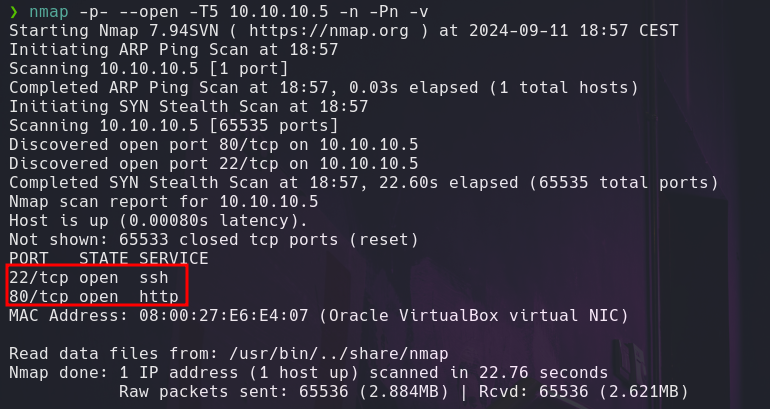 ❯ nmap -p- --open -T5 10.10.10.5 -n -Pn -v
Starting Nmap 7.94SVN ( https://nmap.org ) at 2024-09-11 18:57 CEST
Initiating ARP Ping Scan at 18:57
Scanning 10.10.10.5 [1 port]
Completed ARP Ping Scan at 18:57, 0.03s elapsed (1 total hosts)
Initiating SYN Stealth Scan at 18:57
Scanning 10.10.10.5 [65535 ports]
Discovered open port 80/tcp on 10.10.10.5
Discovered open port 22/tcp on 10.10.10.5
Completed SYN Stealth Scan at 18:57, 22.60s elapsed (65535 total ports)
Nmap scan report for 10.10.10.5
Host is up (0.00080s latency).
Not shown: 65533 closed tcp ports (reset)
PORT   STATE SERVICE
22/tcp open  ssh
80/tcp open  http
MAC Address: 08:00:27:E6:E4:07 (Oracle VirtualBox virtual NIC)

Read data files from: /usr/bin/../share/nmap
Nmap done: 1 IP address (1 host up) scanned in 22.76 seconds
           Raw packets sent: 65536 (2.884MB) | Rcvd: 65536 (2.621MB)